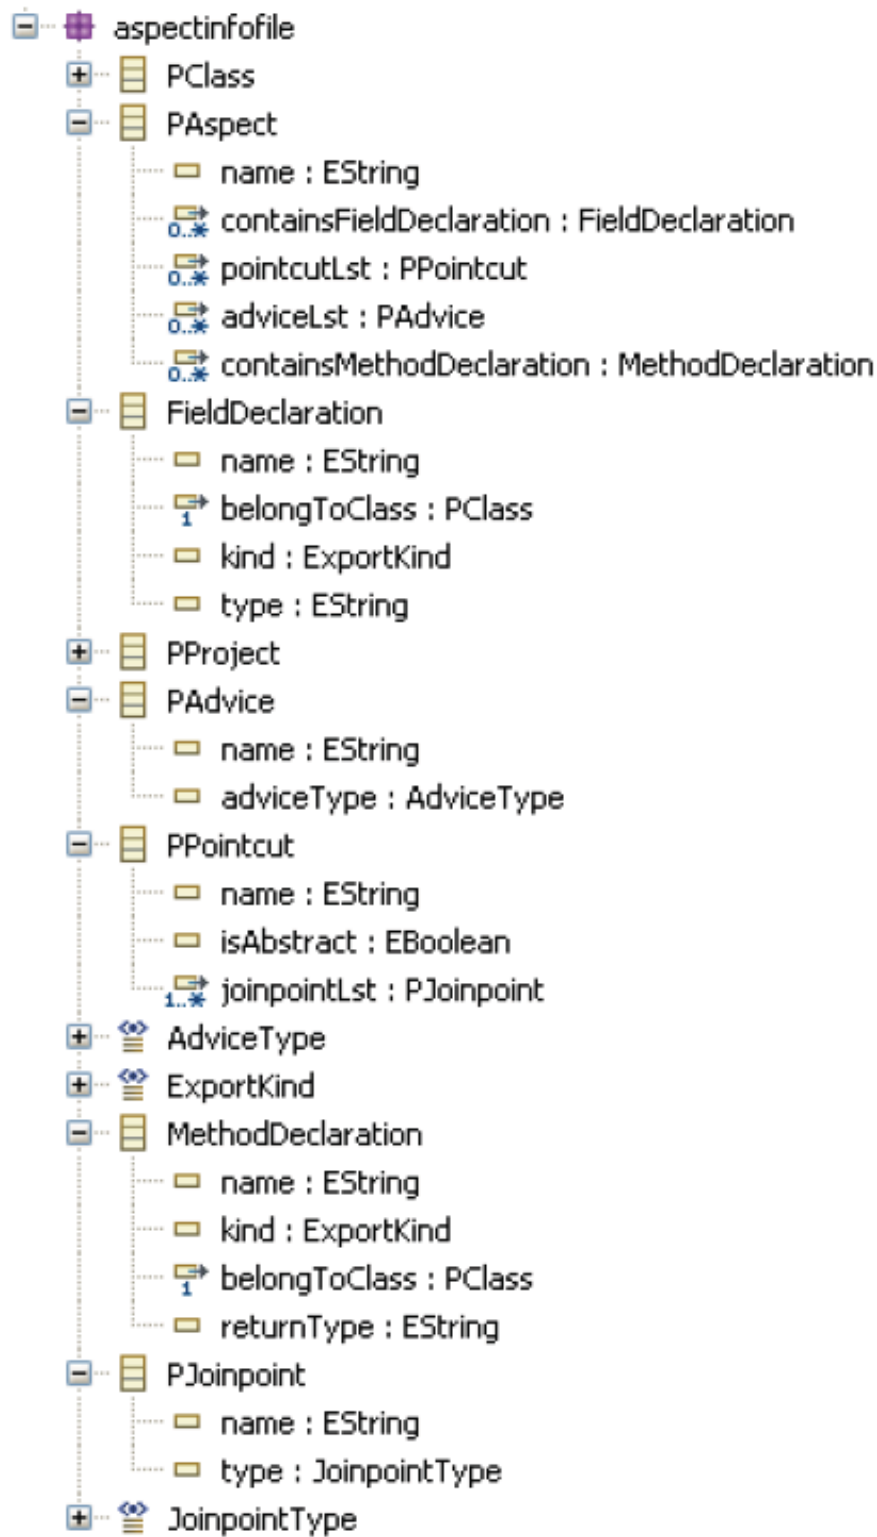 aspectinfofile
PClass
PAspect
name : EString
0..* containsFieldDeclaration : FieldDeclaration
0..* pointcutLst : PPointcut
0..* adviceLst : PAdvice
0..* containsMethodDeclaration : MethodDeclaration
FieldDeclaration
name : EString
1 belongToClass : PClass
kind : ExportKind
type : EString
PProject
PAdvice
name : EString
adviceType : AdviceType
PPointcut
name : EString
isAbstract : EBoolean
1..* joinpointLst : PJoinpoint
AdviceType
ExportKind
MethodDeclaration
name : EString
kind : ExportKind
1 belongToClass : PClass
returnType : EString
PJoinpoint
name : EString
type : JoinpointType
JoinpointType